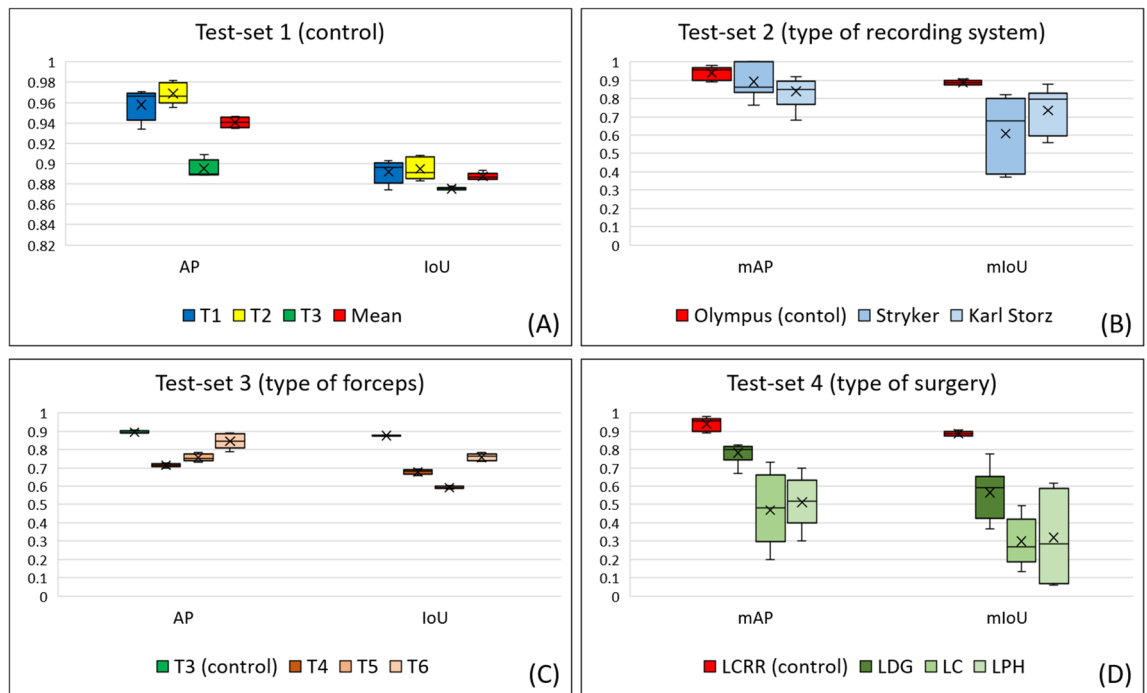 Test-set 1 (control)
1
0.98
0.96
0.94
0.92
0.9
0.88
0.86
0.84
0.82
AP IoU
T1 T2 T3 Mean
(A)
Test-set 2 (type of recording system)
1
0.9
0.8
0.7
0.6
0.5
0.4
0.3
0.2
0.1
0
mAP mIoU
Olympus (contol) Stryker Karl Storz
(B)
Test-set 3 (type of forceps)
1
0.9
0.8
0.7
0.6
0.5
0.4
0.3
0.2
0.1
0
AP IoU
T3 (control) T4 T5 T6
(C)
Test-set 4 (type of surgery)
1
0.9
0.8
0.7
0.6
0.5
0.4
0.3
0.2
0.1
0
mAP mIoU
LCRR (control) LDG LC LPH
(D)